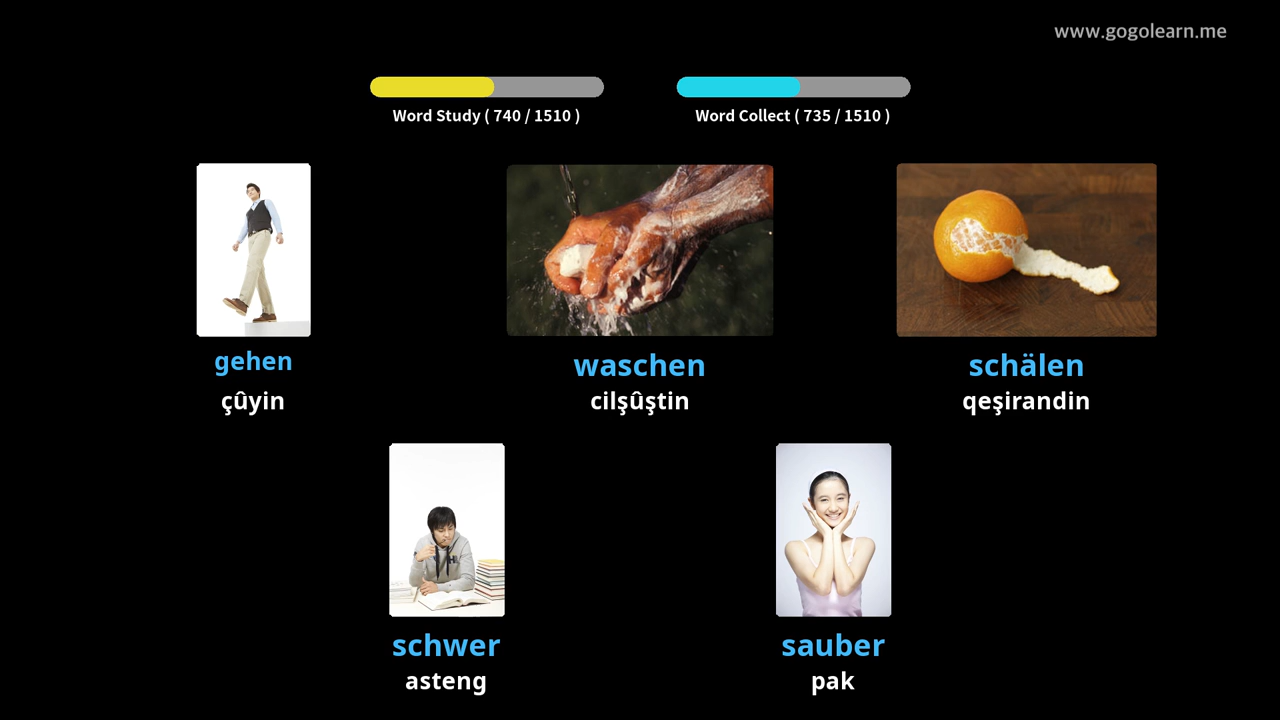 www.gogolearn.me
Word Study ( 740 / 1510 )
Word Collect ( 735 / 1510 )
gehen
çûyin
waschen
cilşûştin
schälen
qeşirandin
schwer
asteng
sauber
pak